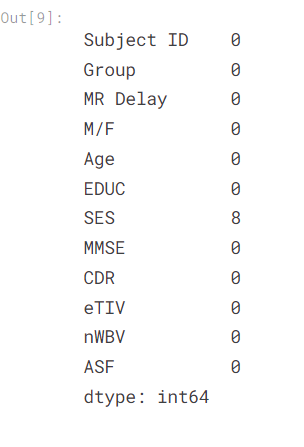 Out[9]:
Subject ID 0
Group 0
MR Delay 0
M/F 0
Age 0
EDUC 0
SES 8
MMSE 0
CDR 0
eTIV 0
nWBV 0
ASF 0
dtype: int64